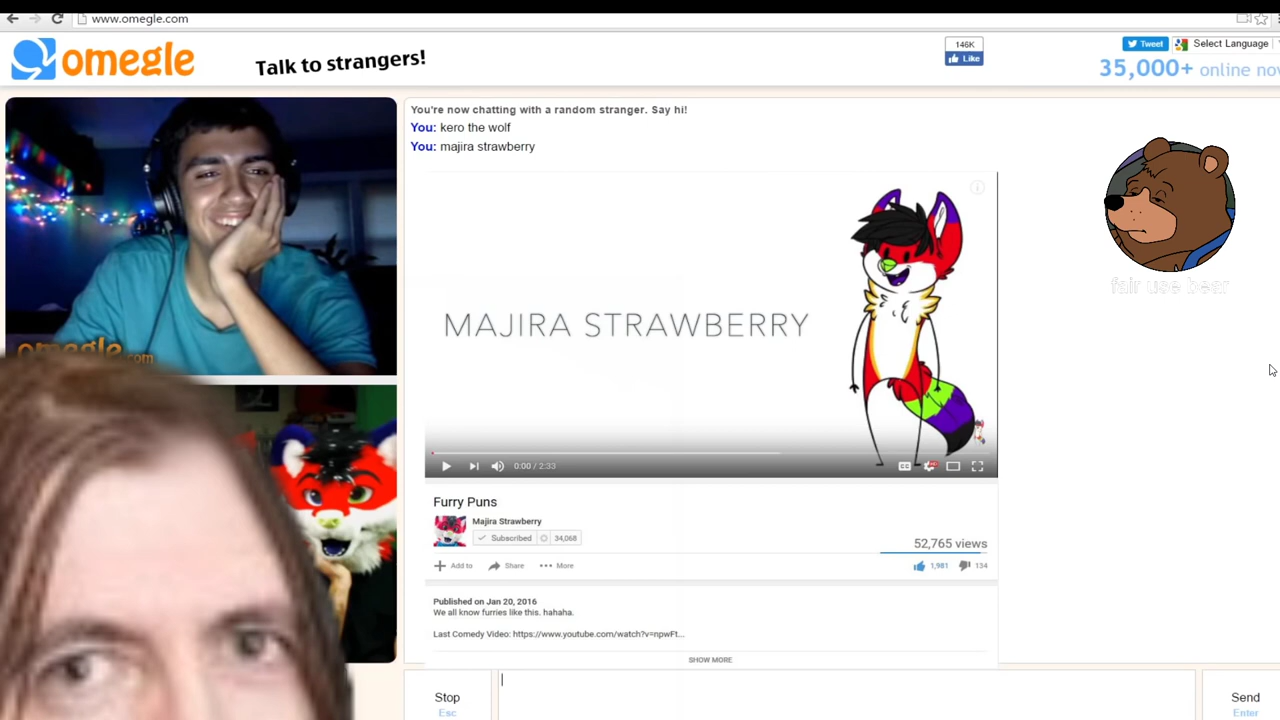 www.omegle.com
omegle
Talk to strangers!
146K
Like
Tweet
Select Language
35,000+ online now
You're now chatting with a random stranger. Say hi!
You: kero the wolf
You: majira strawberry
MAJIRA STRAWBERRY
0:00 / 2:33
CC
Furry Puns
Majira Strawberry
Subscribed 34,068
52,765 views
Add to
Share
More
1,981
134
Published on Jan 20, 2016
We all know furries like this. hahaha.
Last Comedy Video: https://www.youtube.com/watch?v=npwFt...
SHOW MORE
Stop
Esc
Send
Enter
omegle.com
fair use bear